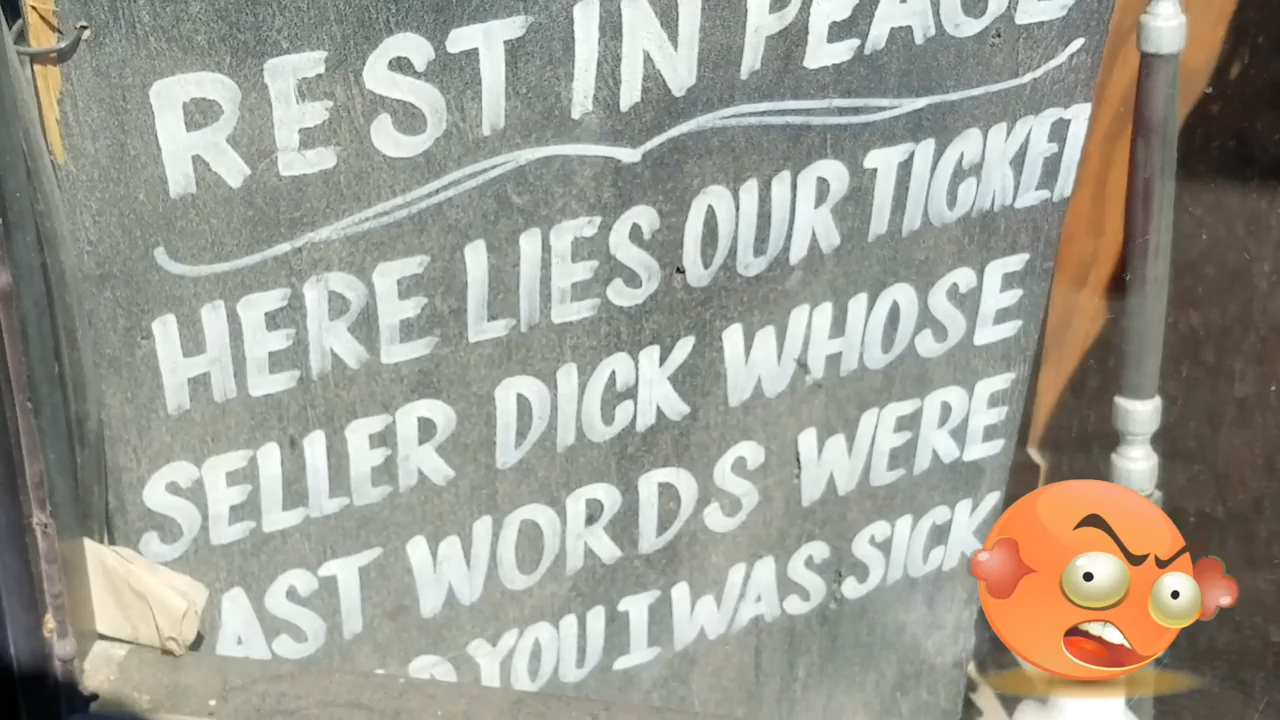 REST IN PEACE
HERE LIES OUR TICKET
SELLER DICK WHOSE
AST WORDS WERE
YOU I WAS SICK